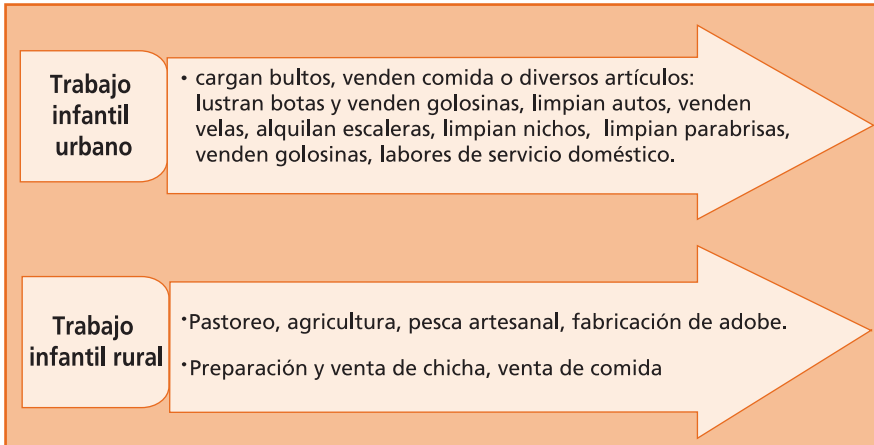 Trabajo
infantil
urbano
• cargan bultos, venden comida o diversos artículos:
lustran botas y venden golosinas, limpian autos, venden
velas, alquilan escaleras, limpian nichos, limpian parabrisas,
venden golosinas, labores de servicio doméstico.
Trabajo
infantil rural
•Pastoreo, agricultura, pesca artesanal, fabricación de adobe.
•Preparación y venta de chicha, venta de comida